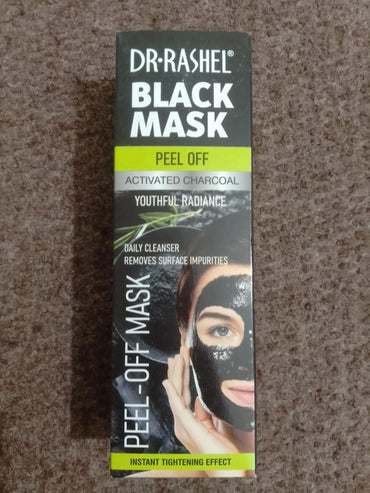 DR•RASHEL®
BLACK
MASK
PEEL OFF
ACTIVATED CHARCOAL
YOUTHFUL RADIANCE
DAILY CLEANSER
REMOVES SURFACE IMPURITIES
PEEL-OFF MASK
INSTANT TIGHTENING EFFECT